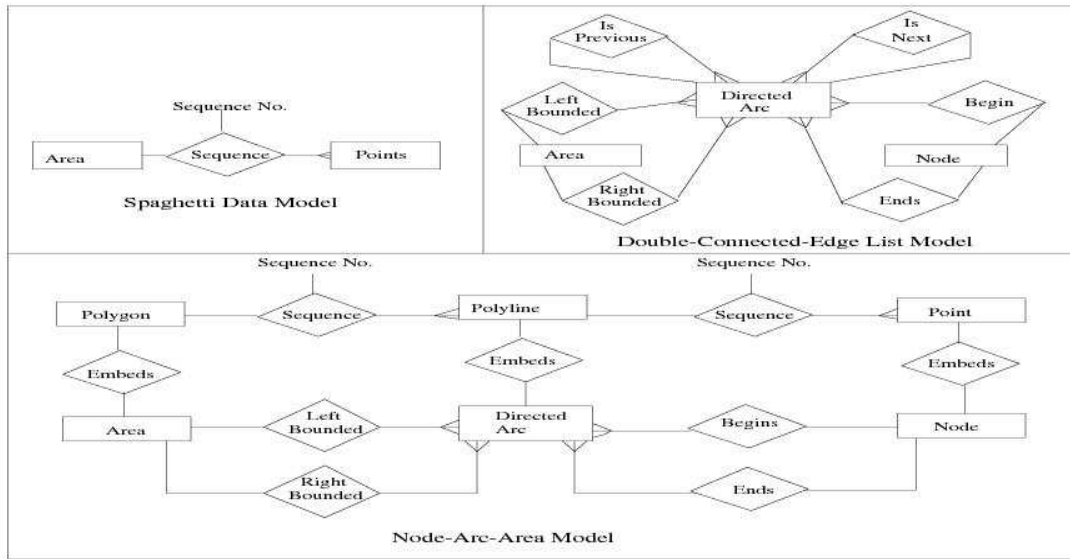 Sequence No.
Area
Sequence
Points
Spaghetti Data Model
Is
Previous
Is
Next
Left
Bounded
Directed
Arc
Begin
Area
Node
Right
Bounded
Ends
Double-Connected-Edge List Model
Sequence No.
Sequence No.
Polygon
Sequence
Polyline
Sequence
Point
Embeds
Embeds
Embeds
Area
Left
Bounded
Directed
Arc
Begins
Node
Right
Bounded
Ends
Node-Arc-Area Model